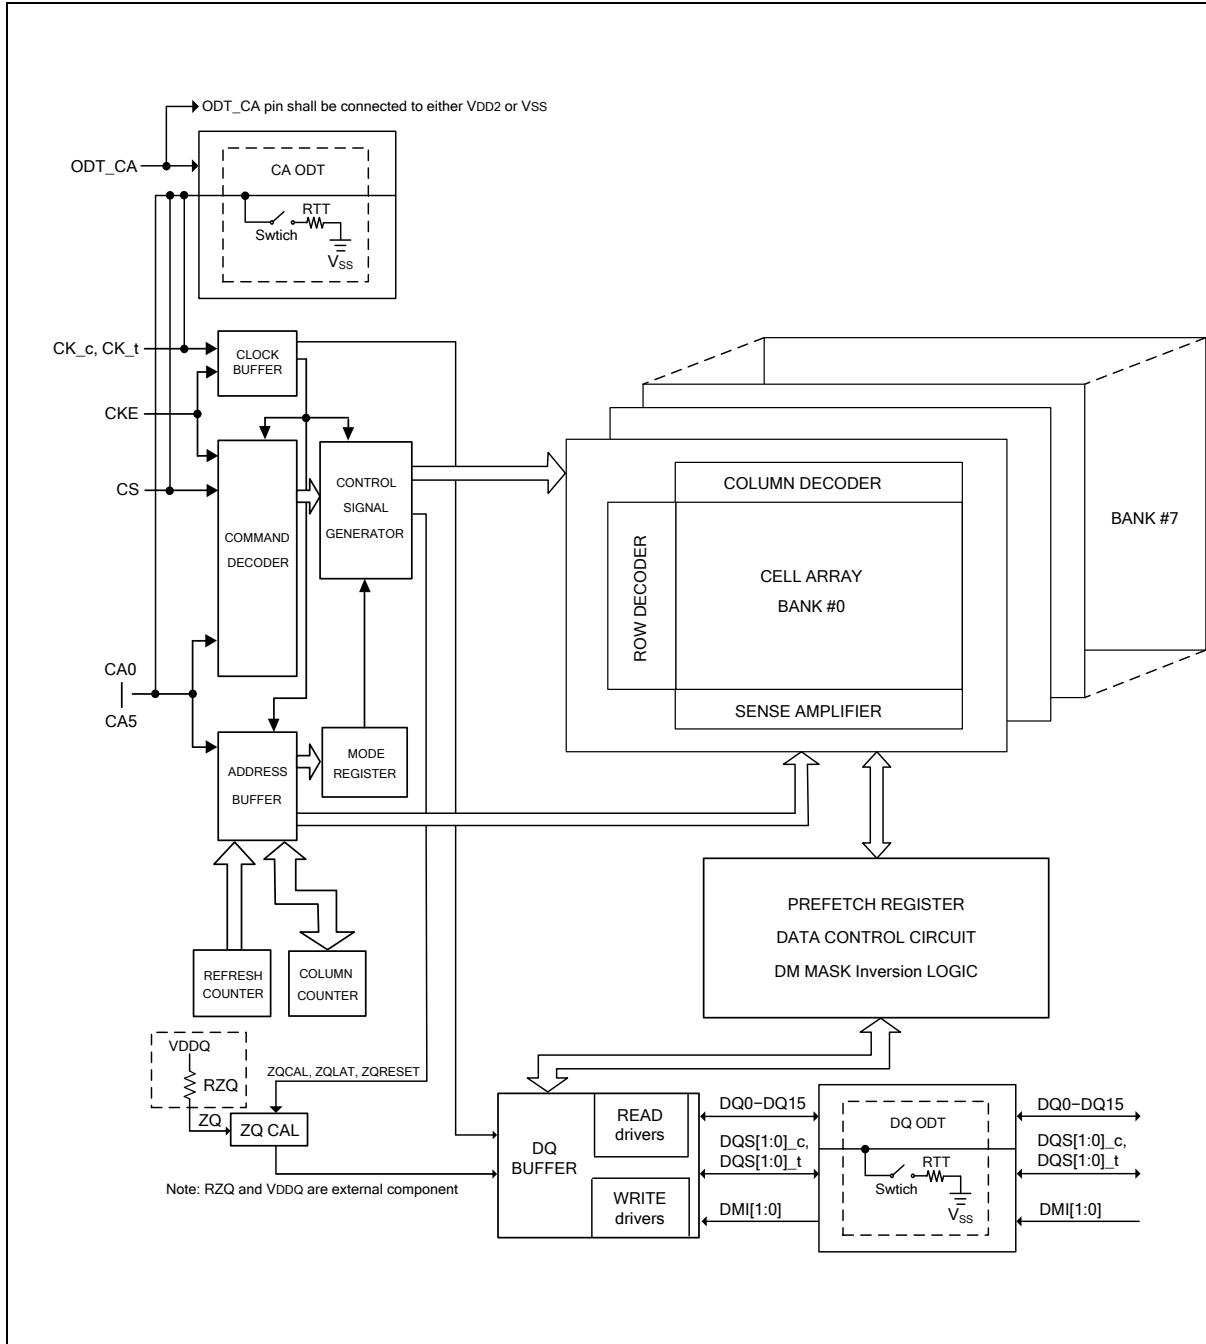 ODT_CA pin shall be connected to either VDD2 or VSS
ODT_CA
CA ODT
RTT
Swtich
VSS
CK_c, CK_t
CLOCK
BUFFER
CKE
CS
COMMAND
DECODER
CONTROL
SIGNAL
GENERATOR
COLUMN DECODER
ROW DECODER
CELL ARRAY
BANK #0
SENSE AMPLIFIER
BANK #7
CA0
CA5
ADDRESS
BUFFER
MODE
REGISTER
REFRESH
COUNTER
COLUMN
COUNTER
PREFETCH REGISTER
DATA CONTROL CIRCUIT
DM MASK Inversion LOGIC
VDDQ
RZQ
ZQ
ZQ CAL
ZQCAL, ZQLAT, ZQRESET
Note: RZQ and VDDQ are external component
DQ
BUFFER
READ
drivers
WRITE
drivers
DQ0−DQ15
DQS[1:0]_c,
DQS[1:0]_t
DMI[1:0]
DQ ODT
RTT
Swtich
VSS
DQ0−DQ15
DQS[1:0]_c,
DQS[1:0]_t
DMI[1:0]